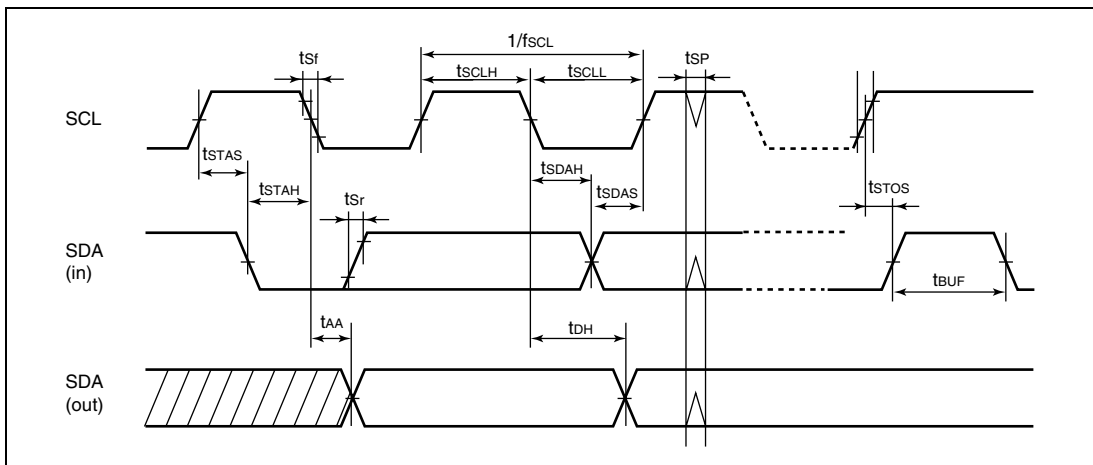 1/fSCL
tSf
tSCLH
tSCLL
tSP
SCL
tSTAS
tSTAH
tSr
tSDAH
tSDAS
tSTOS
SDA
(in)
tBUF
tAA
tDH
SDA
(out)